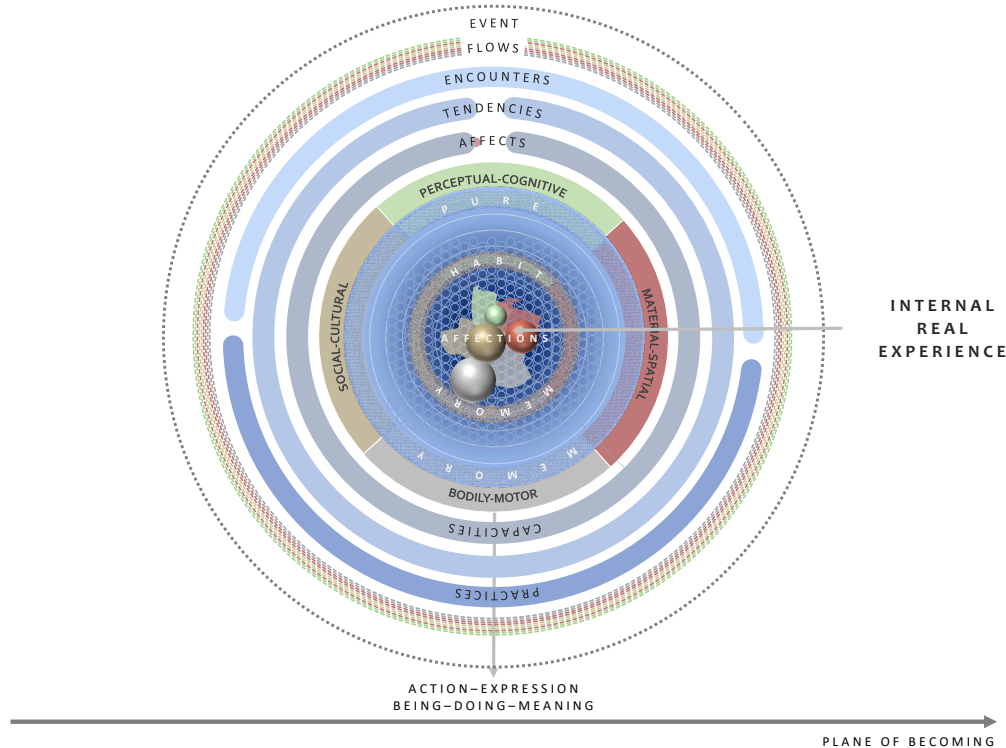 EVENT
FLOWS
ENCOUNTERS
TENDENCIES
AFFECTS
PERCEPTUAL-COGNITIVE
PURE
HABIT
SOCIAL-CULTURAL
MATERIAL-SPATIAL
AFFECTIONS
INTERNAL
REAL
EXPERIENCE
MEMORY
MEMORY
BODILY-MOTOR
CAPACITIES
PRACTICES
ACTION–EXPRESSION
BEING–DOING–MEANING
PLANE OF BECOMING